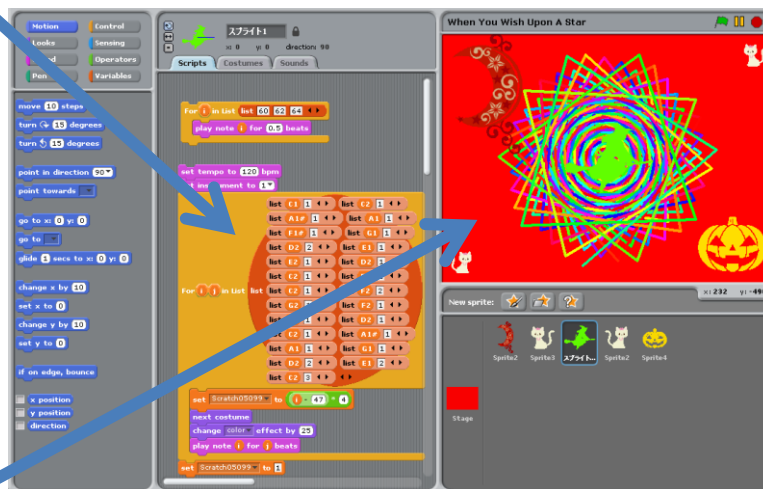 Motion Control
Looks Sensing
Operators
Pen Variables
move 10 steps
turn 15 degrees
turn 15 degrees
point in direction 90
point towards
go to x: 0 y: 0
go to
glide 1 secs to x: 0 y: 0
change x by 10
set x to 0
change y by 10
set y to 0
if on edge, bounce
x position
y position
direction
スプライト1
x: 0 y: 0 direction: 90
Scripts Costumes Sounds
For i in List list 60 62 64
play note i for 0.5 beats
set tempo to 120 bpm
set instrument to 1
For i j in List list
list C1 1 list C2 1
list A1# 1 list A1 1
list F1# 1 list G1 1
list D2 2 list E1 1
list E2 1 list D2 1
list C2 1 list 1
list C2 1 list 2
list G2 list F2 1
list 1 list D2 1
list C2 1 list A1# 1
list A1 1 list G1 1
list D2 2 list E1 2
list C2 3
set Scratch05099 to i - 47 * 4
next costume
change color effect by 25
play note i for j beats
set Scratch05099 to 1
When You Wish Upon A Star
x: 232 y: -49
New sprite:
Sprite2 Sprite3 スプライト... Sprite2 Sprite4
Stage